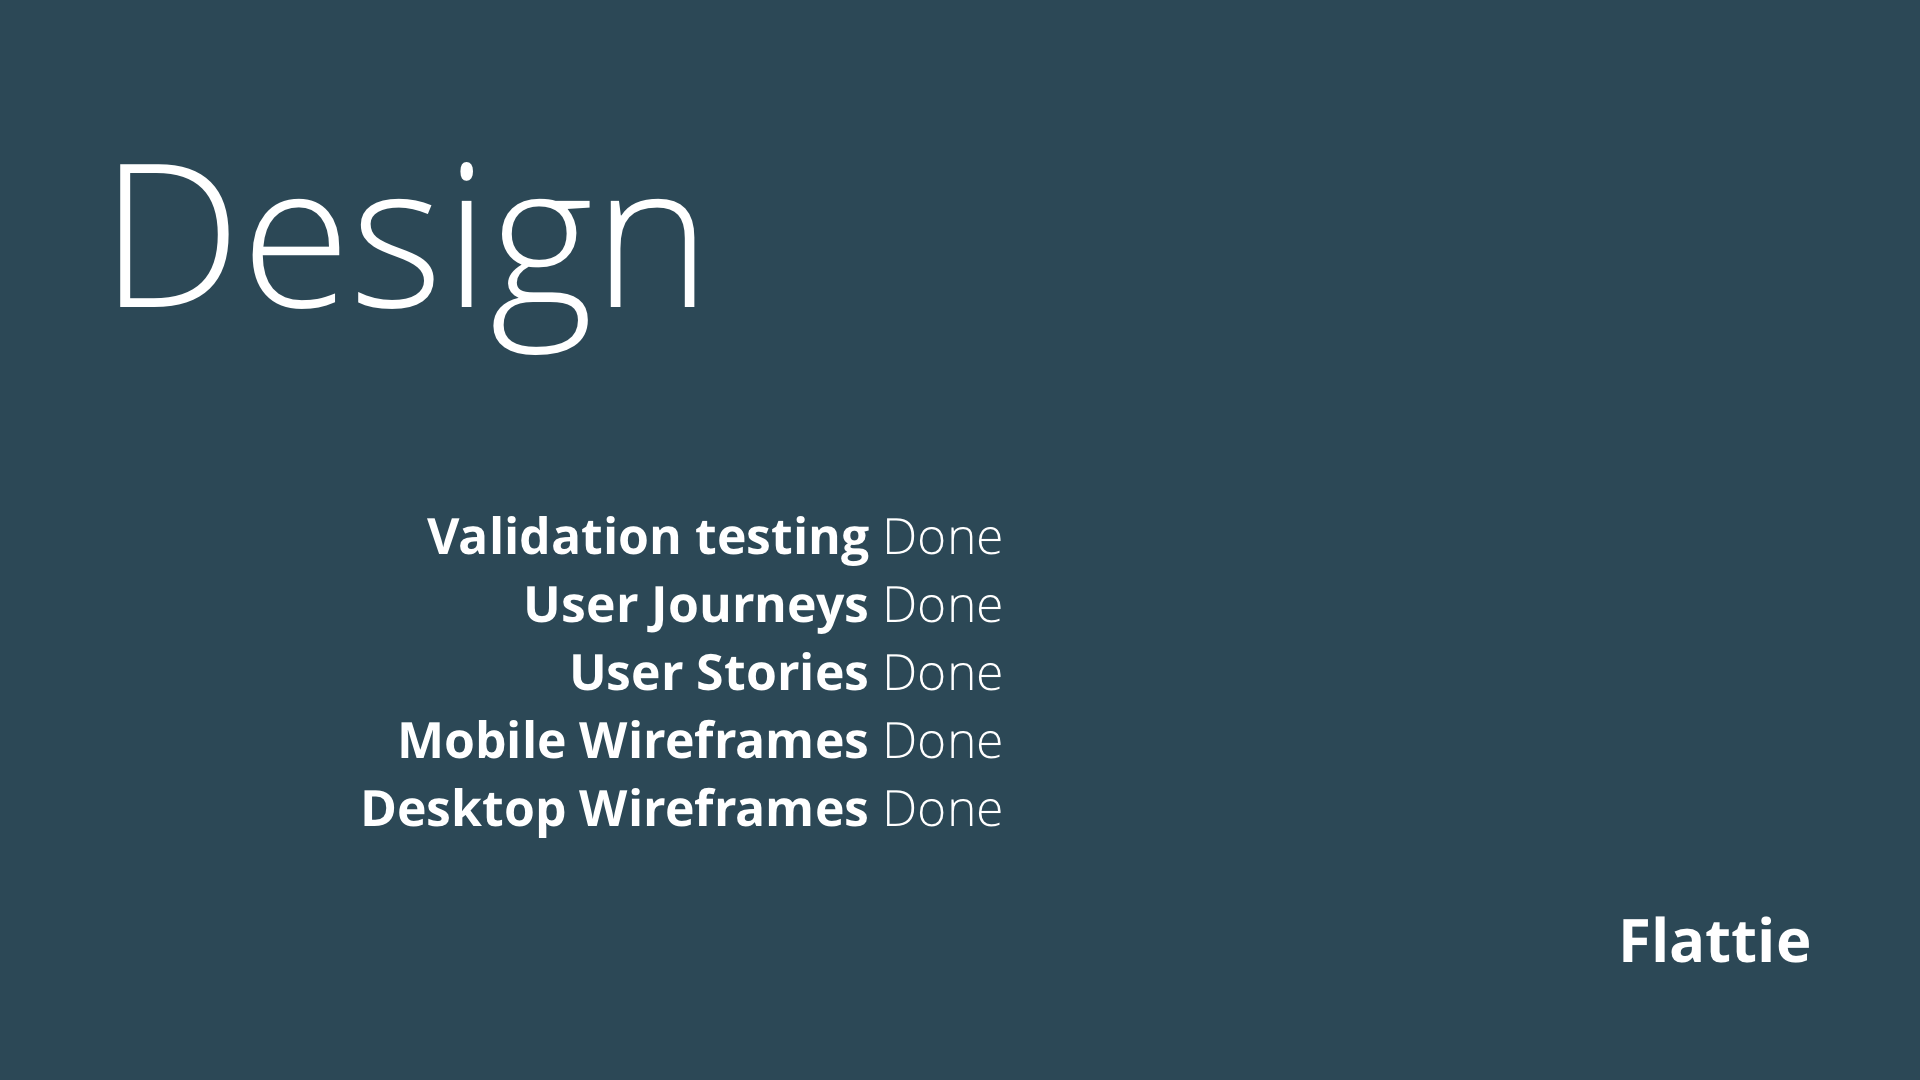 Design
Validation testing Done
User Journeys Done
User Stories Done
Mobile Wireframes Done
Desktop Wireframes Done
Flattie